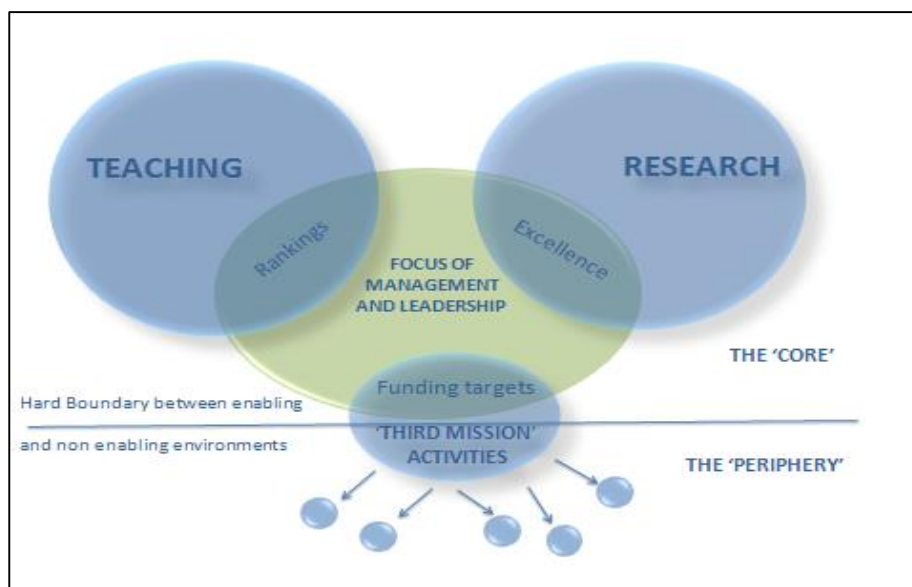 TEACHING
RESEARCH
Rankings
Excellence
FOCUS OF
MANAGEMENT
AND LEADERSHIP
THE ‘CORE’
Funding targets
Hard Boundary between enabling
and non enabling environments
‘THIRD MISSION’
ACTIVITIES
THE ‘PERIPHERY’